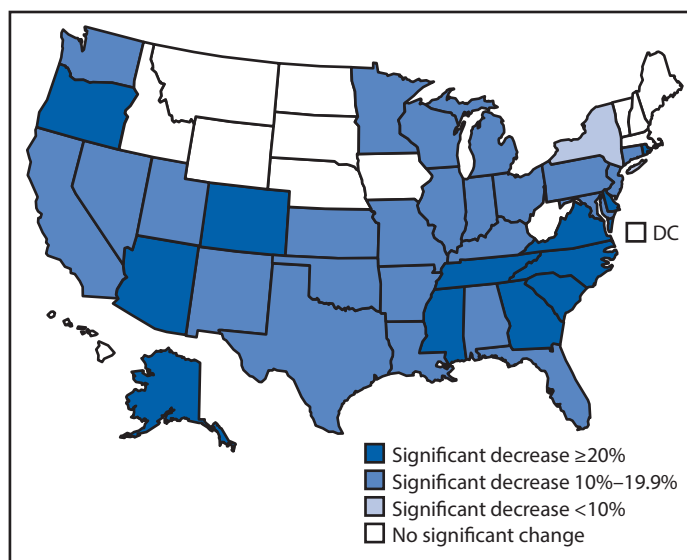 DC
Significant decrease ≥20%
Significant decrease 10%–19.9%
Significant decrease <10%
No significant change